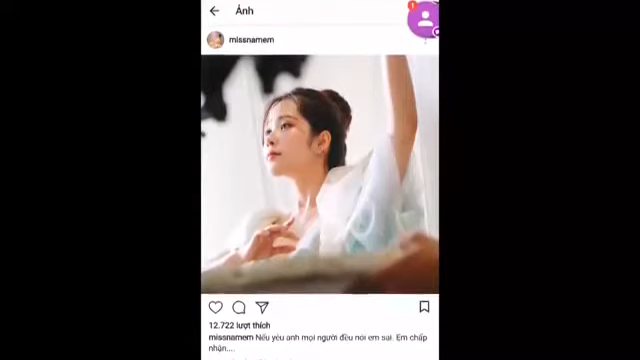 Ảnh
1
missnamem
12.722 lượt thích
missnamem Nếu yêu anh mọi người đều nói em sai. Em chấp
nhận....